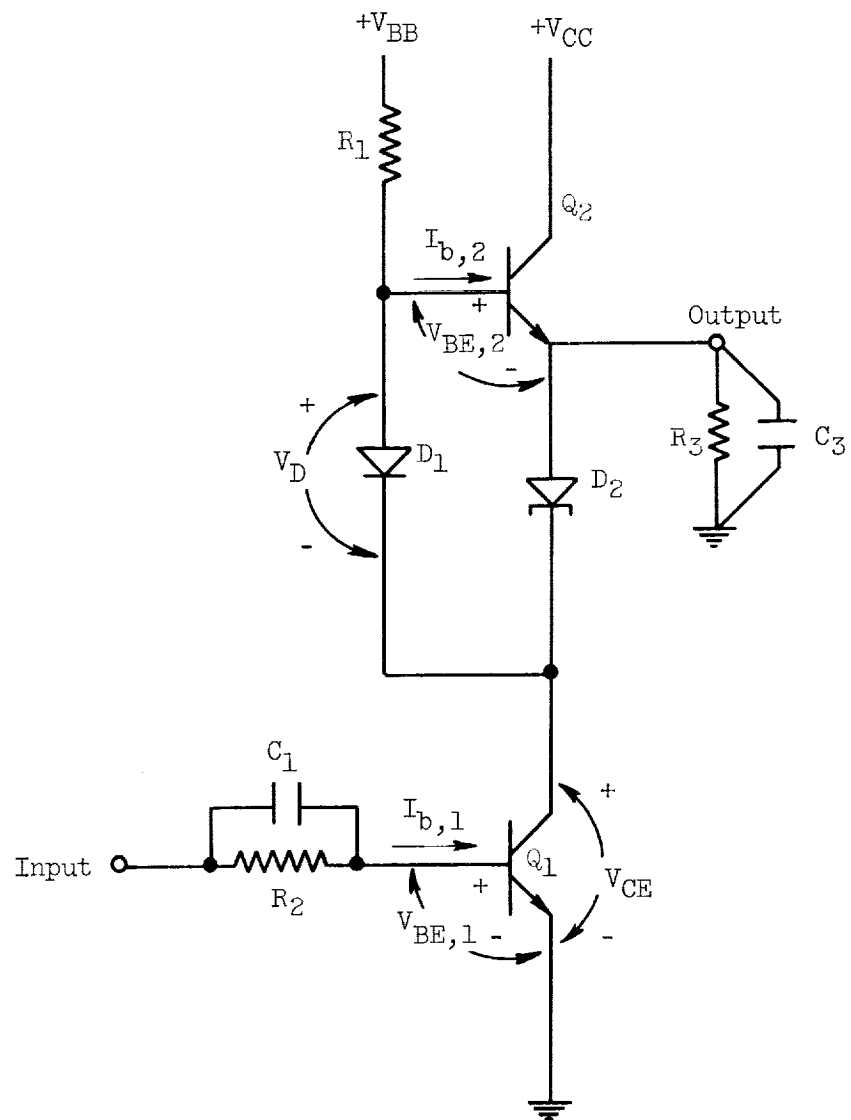 +V_BB
+V_CC
R_1
Q_2
I_b,2
+
V_BE,2
-
Output
+
V_D
-
D_1
D_2
R_3
C_3
C_1
I_b,1
Input
R_2
+
V_BE,1
-
Q_1
+
V_CE
-